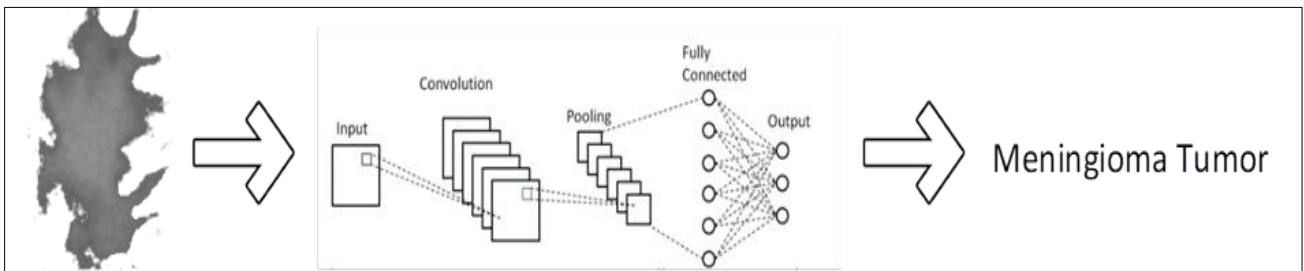 Input
Convolution
Pooling
Fully
Connected
Output
Meningioma Tumor